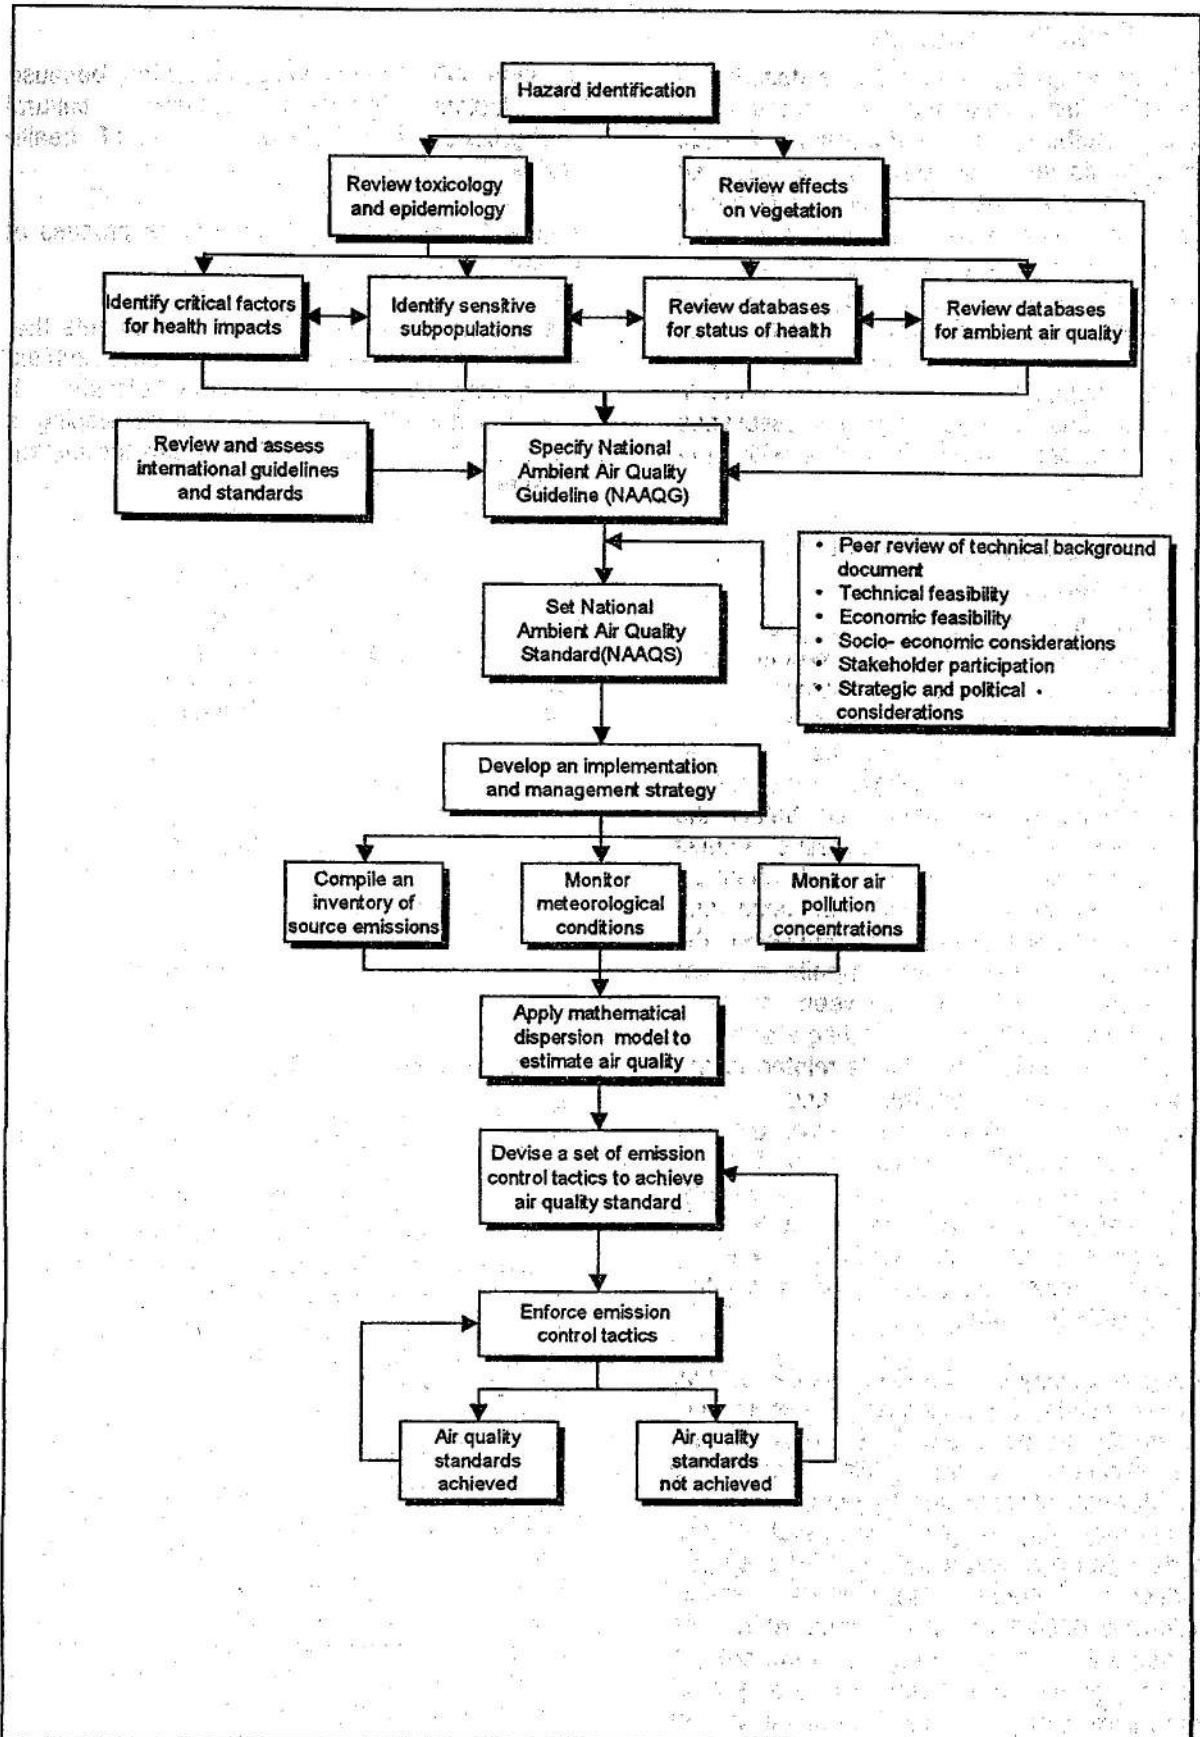 Hazard identification
Review toxicology
and epidemiology
Review effects
on vegetation
Identify critical factors
for health impacts
Identify sensitive
subpopulations
Review databases
for status of health
Review databases
for ambient air quality
Review and assess
international guidelines
and standards
Specify National
Ambient Air Quality
Guideline (NAAQG)
• Peer review of technical background
document
• Technical feasibility
• Economic feasibility
• Socio- economic considerations
• Stakeholder participation
• Strategic and political
considerations
Set National
Ambient Air Quality
Standard(NAAQS)
Develop an implementation
and management strategy
Compile an
inventory of
source emissions
Monitor
meteorological
conditions
Monitor air
pollution
concentrations
Apply mathematical
dispersion model to
estimate air quality
Devise a set of emission
control tactics to achieve
air quality standard
Enforce emission
control tactics
Air quality
standards
achieved
Air quality
standards
not achieved